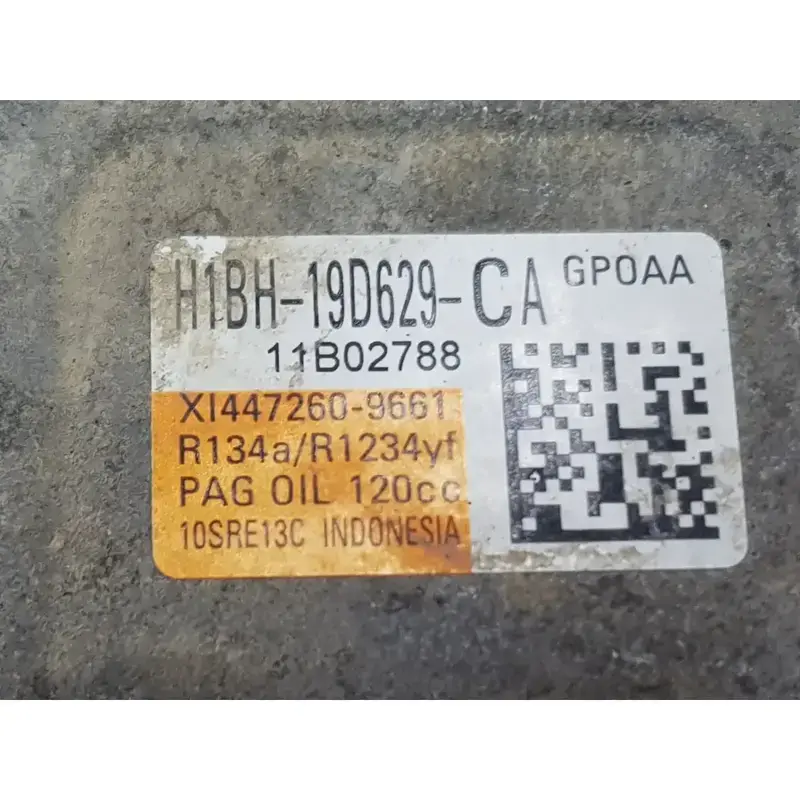 H1BH-19D629-CA GPOAA
11B02788
XI447260-9661
R134a/R1234yf
PAG OIL 120cc
10SRE13C INDONESIA